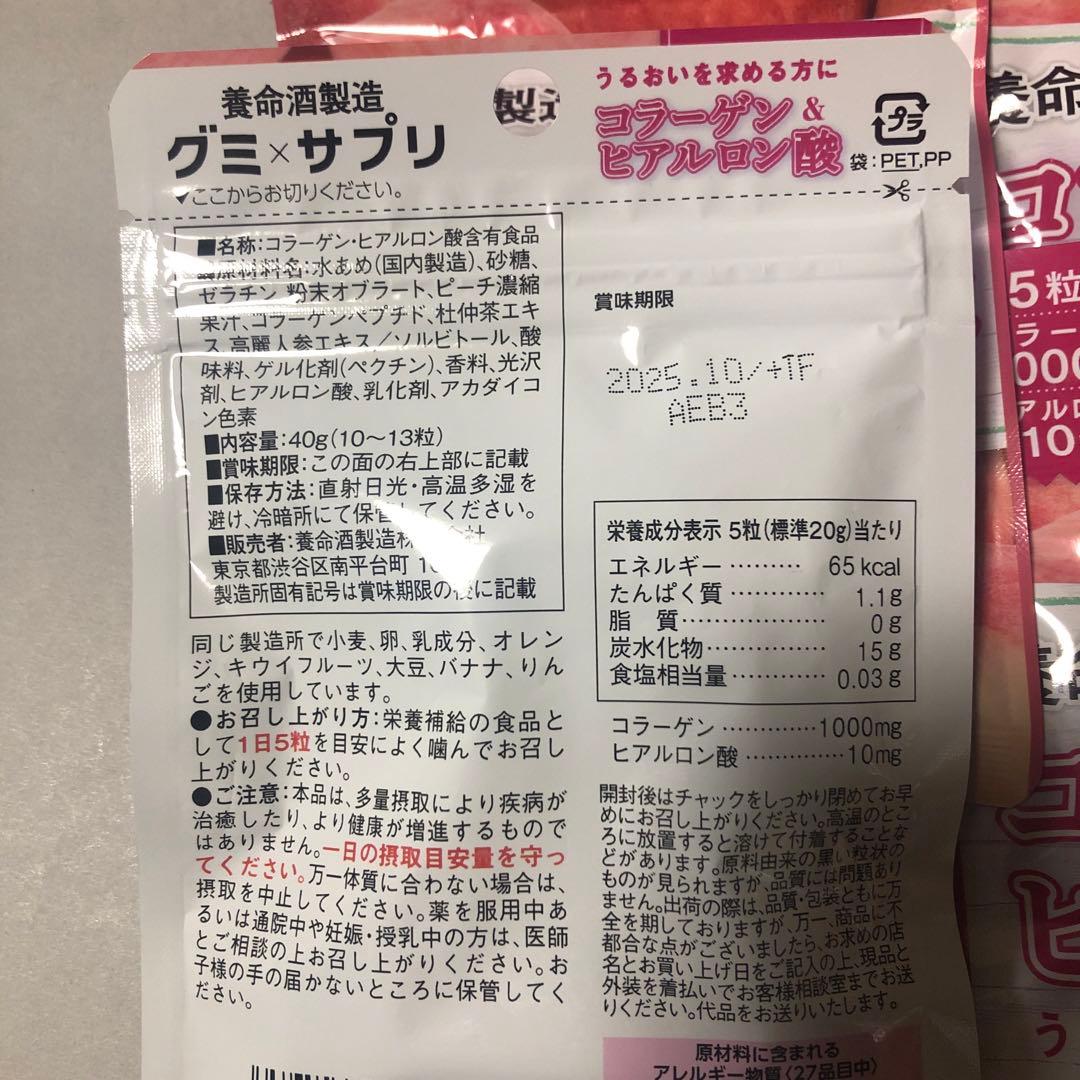 養命酒製造
グミ×サプリ
▼ここからお切りください。
製造
うるおいを求める方に
コラーゲン&
ヒアルロン酸
プラ
袋:PET,PP
■名称:コラーゲン・ヒアルロン酸含有食品
■原材料名:水あめ(国内製造)、砂糖、
ゼラチン、粉末オブラート、ピーチ濃縮
果汁、コラーゲンペプチド、杜仲茶エキ
ス、高麗人参エキス/ソルビトール、酸
味料、ゲル化剤(ペクチン)、香料、光沢
剤、ヒアルロン酸、乳化剤、アカダイコ
ン色素
■内容量:40g(10〜13粒)
■賞味期限:この面の右上部に記載
■保存方法:直射日光・高温多湿を
避け、冷暗所にて保管してください。
■販売者:養命酒製造株 会社
東京都渋谷区南平台町
製造所固有記号は賞味期限の後に記載
同じ製造所で小麦、卵、乳成分、オレン
ジ、キウイフルーツ、大豆、バナナ、りん
ごを使用しています。
●お召し上がり方:栄養補給の食品と
して1日5粒を目安によく噛んでお召し
上がりください。
●ご注意:本品は、多量摂取により疾病が
治癒したり、より健康が増進するもので
はありません。一日の摂取目安量を守っ
てください。万一体質に合わない場合は、
摂取を中止してください。薬を服用中あ
るいは通院中や妊娠・授乳中の方は、医師
とご相談の上お召し上がりください。お
子様の手の届かないところに保管してく
ださい。
賞味期限
2025.10/+TF
AEB3
栄養成分表示 5粒(標準20g)当たり
エネルギー ……… 65kcal
たんぱく質 ………… 1.1g
脂 質 …………… 0g
炭水化物 …………… 15g
食塩相当量 ………… 0.03g
コラーゲン ………… 1000mg
ヒアルロン酸 ………… 10mg
開封後はチャックをしっかり閉めてお早
めにお召し上がりください。高温のとこ
ろに放置すると溶けて付着することな
どがあります。原料由来の黒い粒状の
ものが見られますが、品質には問題あり
ません。出荷の際は、品質・包装ともに万
全を期しておりますが、万一、商品に不
都合な点がございましたら、お求めの店
名とお買い上げ日をご記入の上、現品と
外装を着払いでお客様相談室までお送
りください。代品をお送りいたします。
原材料に含まれる
アレルギー物質〈27品目中〉
養命
コ
5粒
ラー
000
アルロ
10
養命
コ
ヒ
う